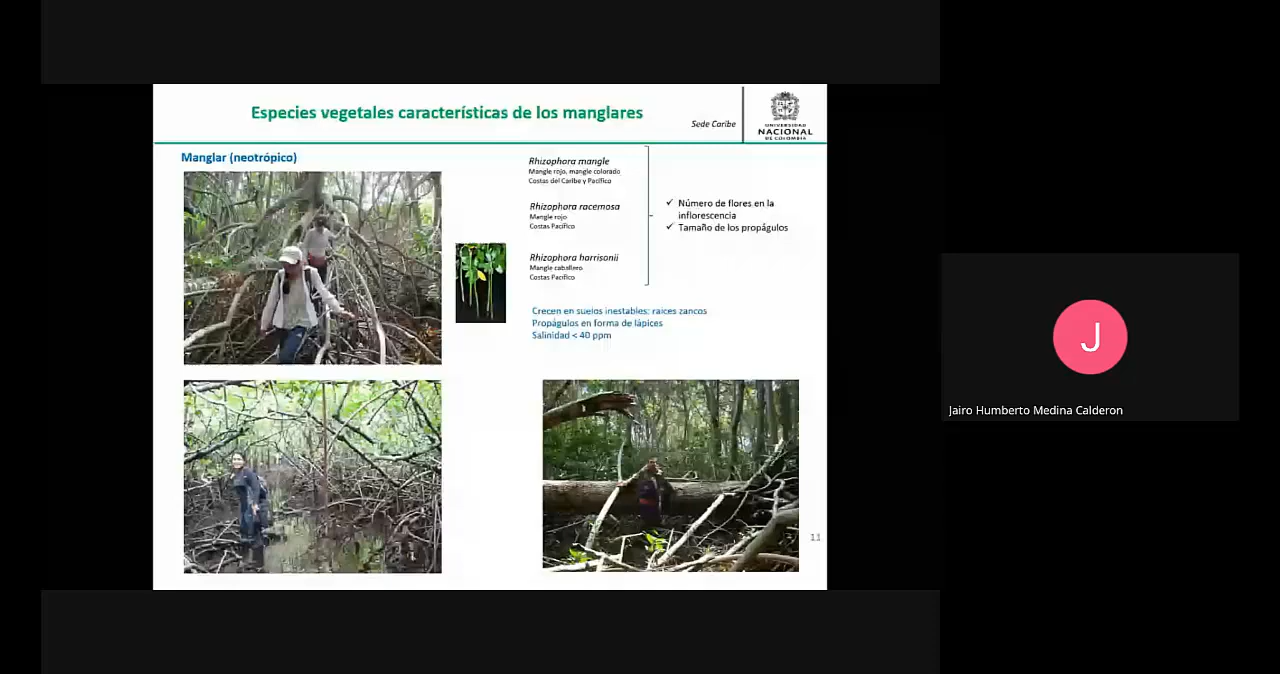 Especies vegetales características de los manglares
Sede Caribe
UNIVERSIDAD
NACIONAL
DE COLOMBIA
Manglar (neotrópico)
Rhizophora mangle
Mangle rojo, mangle colorado
Costas del Caribe y Pacífico
Rhizophora racemosa
Mangle rojo
Costas Pacífico
Rhizophora harrisonii
Mangle caballero
Costas Pacífico
✓ Número de flores en la
inflorescencia
✓ Tamaño de los propágulos
Crecen en suelos inestables: raíces zancos
Propágulos en forma de lápices
Salinidad < 40 ppm
11
J
Jairo Humberto Medina Calderon